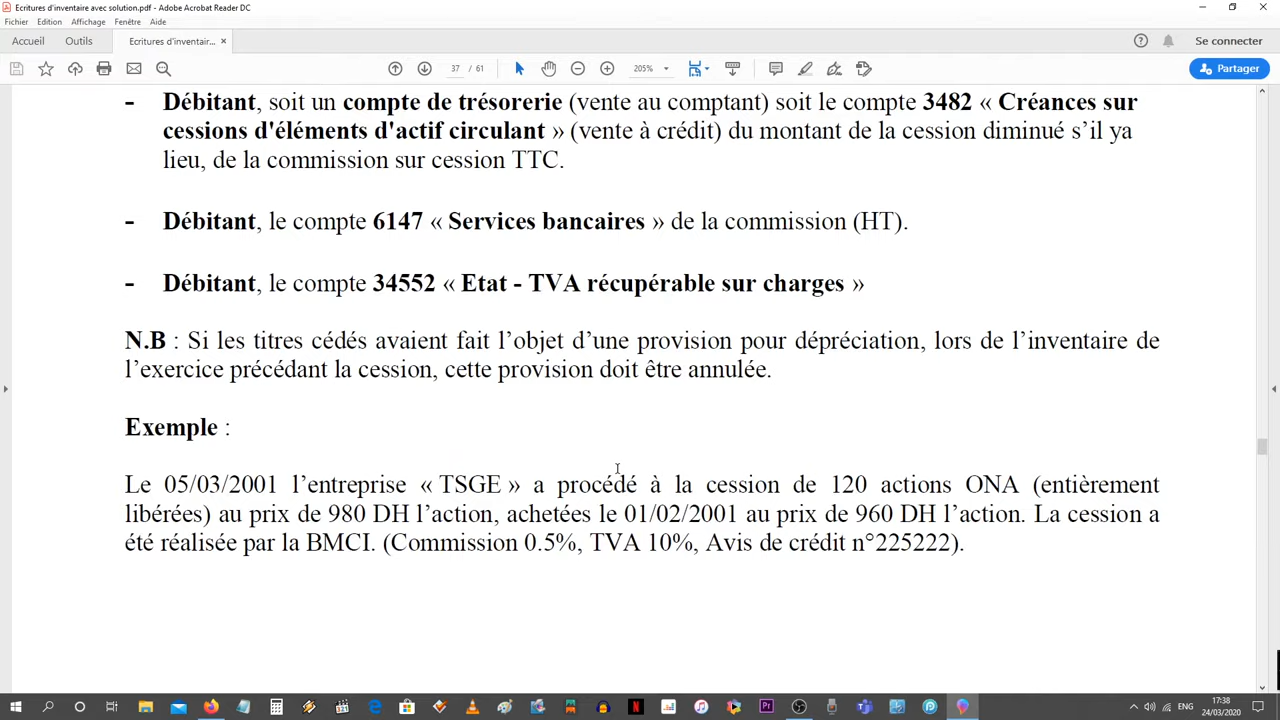 Ecritures d'inventaire avec solution.pdf - Adobe Acrobat Reader DC
Fichier Edition Affichage Fenêtre Aide
Accueil Outils Ecritures d'inventair... × Se connecter
37 / 61 205% Partager
- Débitant, soit un compte de trésorerie (vente au comptant) soit le compte 3482 « Créances sur
cessions d'éléments d'actif circulant » (vente à crédit) du montant de la cession diminué s'il ya
lieu, de la commission sur cession TTC.
- Débitant, le compte 6147 « Services bancaires » de la commission (HT).
- Débitant, le compte 34552 « Etat - TVA récupérable sur charges »
N.B : Si les titres cédés avaient fait l'objet d'une provision pour dépréciation, lors de l'inventaire de
l'exercice précédant la cession, cette provision doit être annulée.
Exemple :
Le 05/03/2001 l'entreprise « TSGE » a procédé à la cession de 120 actions ONA (entièrement
libérées) au prix de 980 DH l'action, achetées le 01/02/2001 au prix de 960 DH l'action. La cession a
été réalisée par la BMCI. (Commission 0.5%, TVA 10%, Avis de crédit n°225222).
ENG 17:38
24/03/2020